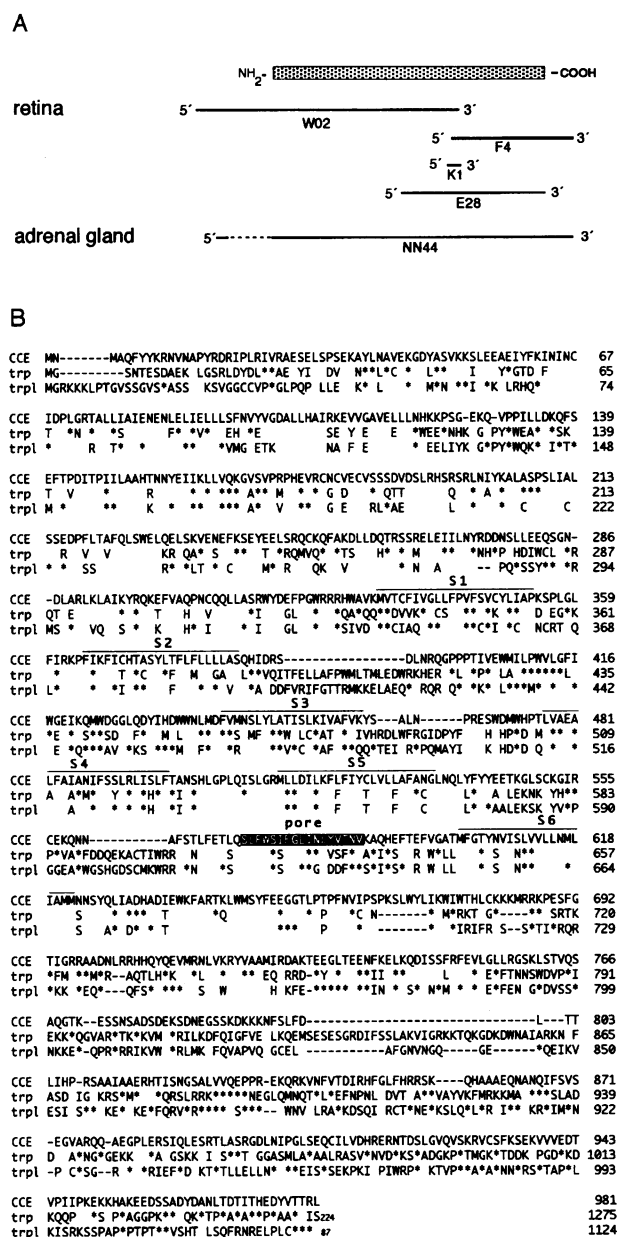 A
NH2- -COOH
retina
5´ 3´
W02
5´ 3´
F4
5´ 3´
K1
5´ 3´
E28
adrenal gland
5´ 3´
NN44
B
CCE MN-------MAQFYYKRNVNAPYRDRIPLRIVRAESELSPSEKAYLNAVEKGDYASVKKSLEEAEIYFKININC 67
trp MG--------SNTESDAEK LGSRLDYDL**AE YI DV N**L*C * L** I Y*GTD F 65
trpl MGRKKKLPTGVSSGVS*ASS KSVGGCCVP*GLPQP LLE K* L * M*N **I *K LRHQ* 74
CCE IDPLGRTALLIAIENENLELIELLLSFNVYVGDALLHAIRKEVVGAVELLLNHKKPSG-EKQ-VPPILLDKQFS 139
trp T *N * *S F* *V* EH *E SE Y E E *WEE*NHK G PY*WEA* *SK 139
trpl * R T* * *VMG ETK NA F E *EELIYK G*PY*WQK* I*T* 148
CCE EFTPDITPIILAAHTNNYEIIKLLVQKGVSVPRPHEVRCNCVECVSSSDVDSLRHSRSRLNIYKALASPSLIAL 213
trp T V * R * * *A** M * G D * QTT Q * A * *** 213
trpl M * * K * *** *A* V * G E RL*AE L * C C 222
CCE SSEDPFLTAFQLSWELQELSKVENEFKSEYEELSRQCKQFAKDLLDQTRSSRELEIILNYRDDNSLLEEQSGN- 286
trp R V V KR QA* S ** T *RQMVQ* *TS H* * M ** *NH*P HDIWCL *R 287
trpl * SS R* *LT* C M* R QK V * N A --PQ*SSY** *R 294
S1
CCE -DLARLKLAIKYRQKEFVAQPNCQQLLASRWYDEFPGWRRRHWAVKMVTCFIVGLLFPVFSVCYLIAPKSPLGL 359
trp QT E * * T H V *I GL * *QA*QQ**DVVK* CS ** *K ** D EG*K 361
trpl MS * VQ S * K H* I *I GL * *SIVD **CIAQ **C*I *C NCRT Q 368
S2
CCE FIRKPFIKFICHTASYLTFLFLLLLASQHIDRS---------------DLNRQGPPPTIVEWMILPWVLGFI 416
trp * T *C *F M GA L **VQITFELLAFPWMLTMLEDWRKHER *L *P* LA ******L 435
trpl L* * *I ** F * V *A DDFVRIFGTTRMKKELAEQ* RQR Q* *K* L***M* * 442
S3
CCE WGEIKQMWDGGLQDYIHDWWNLMDFVMNSLYLATISLKIVAFVKYS---ALN---PRESWDMWHPTLVAEA 481
trp *E * S**SD F* M L ** **S MF **W LC*AT * IVHRDLWFRGIDPYF H HP*D M ** 509
trpl E *Q***AV *KS ***M F *R **V*C *AF **QQ*TEIR *PQMAYI K HD*D Q * 516
S4 S5
CCE LFAIANIFSSLRLISLFTANSHLGPLQISLGRMLLDILKFLFIYCLVLLAFANGLNQLYFYYEETKGLSCKGIR 555
trp A A*M* Y **H* *I * * F T F C * A LEKNK YH** 583
trpl A * *H* *I * F T F C *AALEKSK YV*P 590
pore S6
CCE CEKQNN----------AFSTLFETLQSLFWSIFGLINLYVTNVKAQHEFTEFVGATMFGTYNVISLVVLLNML 618
trp P*VA*FDDQEKACTIWRR N S *S ** VSF* A*I*S R W*LL *S N** 657
trpl GGEA*WGSHGDSCMKWRR N S *S ** G DDF**S*I*S R* W*LL S N** * 664
CCE IAMMNNSYQLIADHADIEWKFARTKLWMSYFEEGGTLPTPFNVIPSPKSLWYLIKWIWTHLCKKKMRRKPESFG 692
trp S * *** * T *Q * *** * P*C N-------*M*RKT G*----**SRTK 720
trpl S A* D* * T *** P *-------*IRIFR S--S*TI*RQR 729
CCE TIGRRAADNLRRHHQYQEVMRNLVKRYVAAMIRDAKTEEGLTEENFKELKQDISSFRFEVLGLLRGSKLSTVQS 766
trp *FM **M*R--AQTLH*K *L * ** EQ RRD-*Y * *II ** L * E*FTNNSWDVP*I 791
trpl *KK *EQ*---*QFS* *** S W H KFE-***** *IN * S* N*M ** E*FEN G*DVSS* 799
CCE AQGTK--ESSNSADSDEKSDNEGSSKDKKKNFSLFD----------------------------L--TT 803
trp EKK*QGVAR*TK*KVM *RILKDFQIGFVE LKQEMSESESGRDIFSSLAKVIGRKKTQKGDKDWNAIARKN F 865
trpl NKKE*-QPR*RRIKVW *RLMK FQVAPVQ GCEL ---------AFGNVNGQ----GE---*QEIKV 850
CCE LIHP-RSAAIAAERHTISNGSALVVQEPPR-EKQRKVNFVTDIRHFGLFHRRSK----QHAAAEQNANQIFSVS 871
trp ASD IG KRS*M* *QRSLRRK*****NEGLQMNQT*L*EFNPNL DVT A **VAYVKFMRKKMA ***SLAD 939
trpl ESI S** KE* KE*FQRV*R***** S***--*WNV LRA*KDSQI RCT*NE*KSLQ*L*R I** KR*IM*N 922
CCE -EGVARQQ-AEGPLERSIQLESRTLASRGDLNIPGLSEQCILVDHRERNTDSLGVQVSKRVCSFKSEKVVVEDT 943
trp D A*NG*GEKK *A GSKK I S**T GGASMLA*AALRASV*NVD*KS*ADGKP*TMGK*TDDK PGD*KD 1013
trpl -P C*SG--R * *RIEF*D KT*TLLELLN* **EIS**SEKPKI PIWRP* KTVP**A*A*NN*RS*TAP*L 993
CCE VPIIPKEKKHAKEEDSSADYDANLTDTITHEDYVTTRL 981
trp KQQP *S P*AGGPK** QK*TP*A*A**P*AA* IS224 1275
trpl KISRKSSPAP*PTPT**VSHT LSQFRNRELPLC*** 87 1124